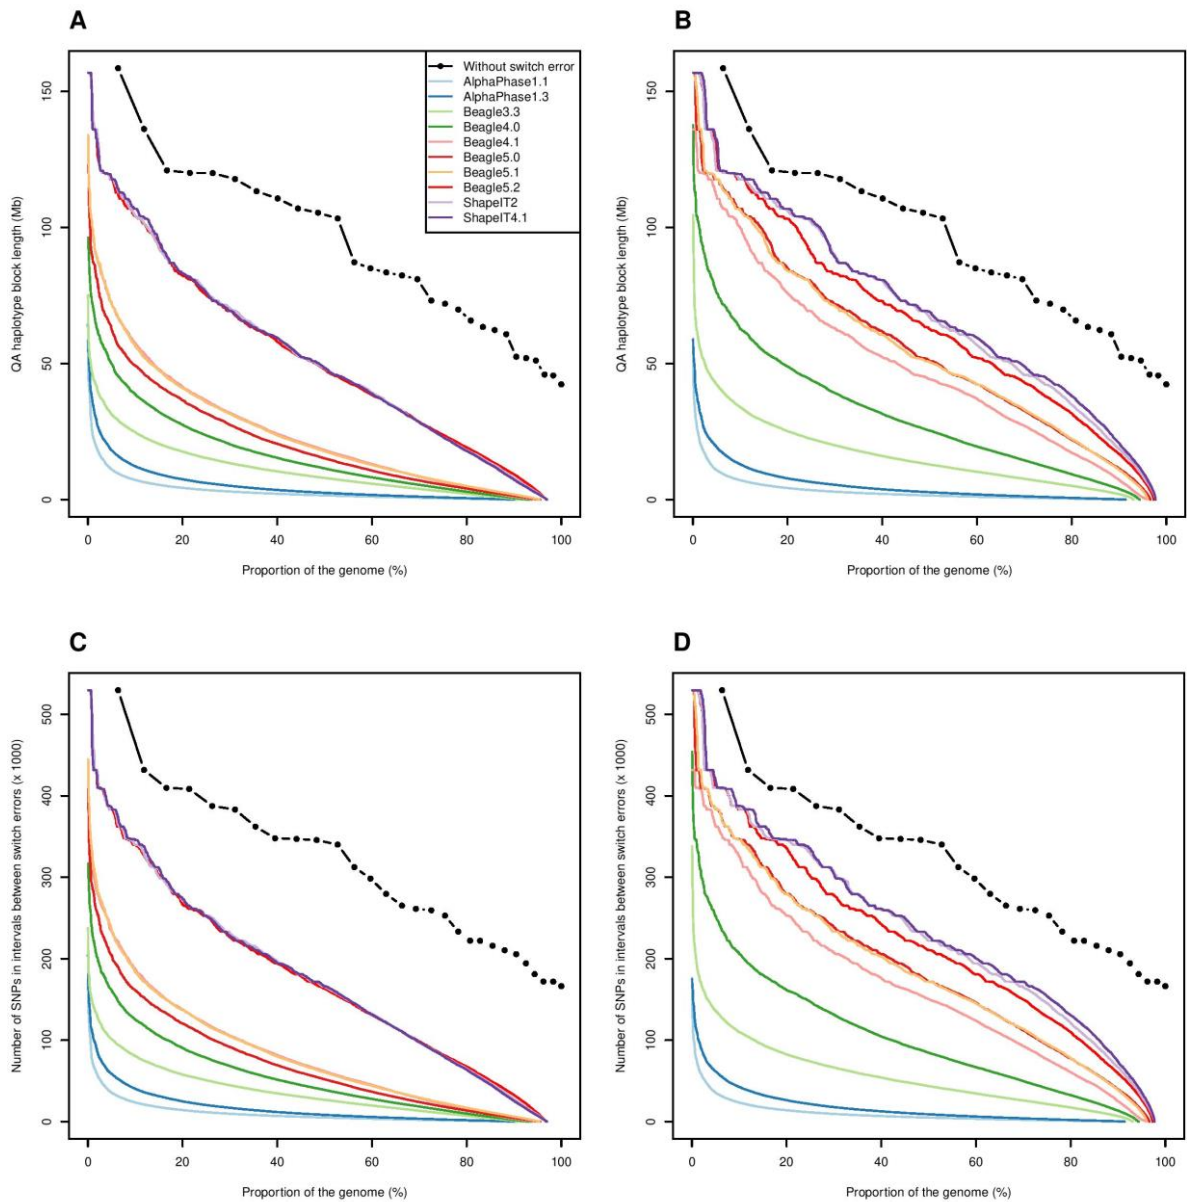 A
QA haplotype block length (Mb)
150
100
50
0
Without switch error
AlphaPhase1.1
AlphaPhase1.3
Beagle3.3
Beagle4.0
Beagle4.1
Beagle5.0
Beagle5.1
Beagle5.2
ShapeIT2
ShapeIT4.1
0 20 40 60 80 100
Proportion of the genome (%)
B
QA haplotype block length (Mb)
150
100
50
0
0 20 40 60 80 100
Proportion of the genome (%)
C
Number of SNPs in intervals between switch errors (x 1000)
500
400
300
200
100
0
0 20 40 60 80 100
Proportion of the genome (%)
D
Number of SNPs in intervals between switch errors (x 1000)
500
400
300
200
100
0
0 20 40 60 80 100
Proportion of the genome (%)